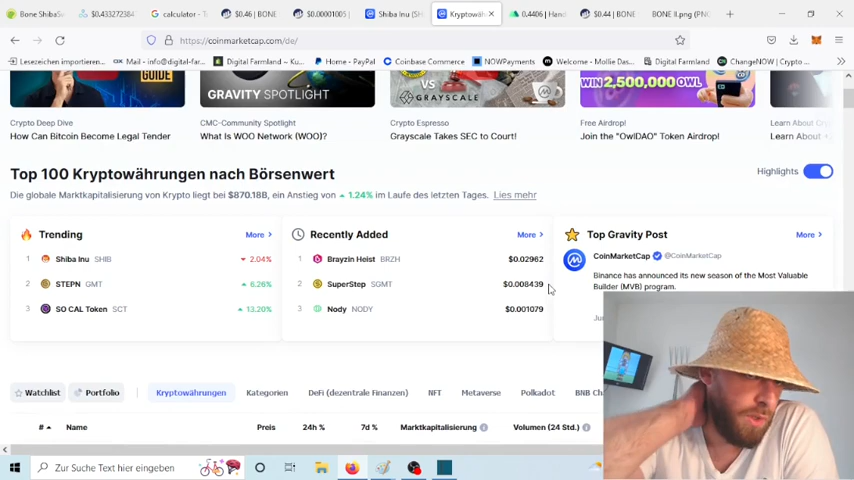 Bone ShibaS
$0.43327238
calculator - 
$0.46 | BONE
$0.00001005
Shiba Inu (SH
Kryptowäh
0.4406 | Hand
$0.44 | BONE
BONE II.png (PN
https://coinmarketcap.com/de/
Lesezeichen importieren...
Mail - info@digital-far...
Digital Farmland – Ku...
Home - PayPal
Coinbase Commerce
NOWPayments
Welcome - Mollie Das...
Digital Farmland
ChangeNOW | Crypto ...
GUIDE
GRAVITY SPOTLIGHT
GRAYSCALE
WIN 2,500,000 OWL
Crypto Deep Dive
CMC-Community Spotlight
Crypto Espresso
Free Airdrop!
Learn About Cry
How Can Bitcoin Become Legal Tender
What Is WOO Network (WOO)?
Grayscale Takes SEC to Court!
Join the "OwlDAO" Token Airdrop!
Learn About
Top 100 Kryptowährungen nach Börsenwert
Highlights
Die globale Marktkapitalisierung von Krypto liegt bei $870.18B, ein Anstieg von 1.24% im Laufe des letzten Tages. Lies mehr
Trending More
1 Shiba Inu SHIB 2.04%
2 STEPN GMT 6.26%
3 SO CAL Token SCT 13.20%
Recently Added More
1 Brayzin Heist BRZH $0.02962
2 SuperStep SGMT $0.008439
3 Nody NODY $0.001079
Top Gravity Post More
CoinMarketCap @CoinMarketCap
Binance has announced its new season of the Most Valuable
Builder (MVB) program.
Watchlist
Portfolio
Kryptowährungen
Kategorien
DeFi (dezentrale Finanzen)
NFT
Metaverse
Polkadot
BNB Ch
# Name Preis 24h % 7d % Marktkapitalisierung Volumen (24 Std.)
Zur Suche Text hier eingeben